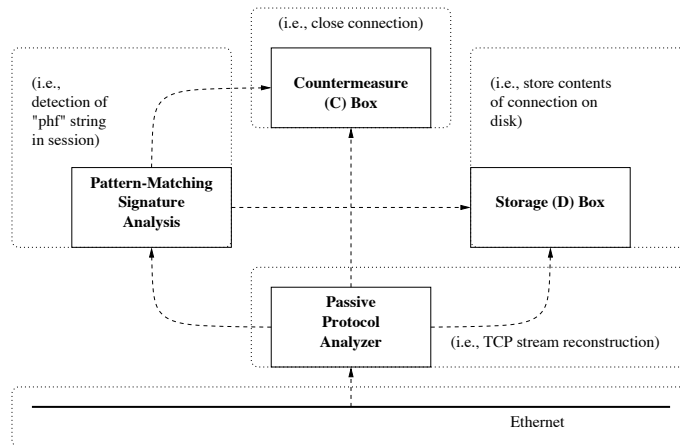 (i.e., close connection)
Countermeasure
(C) Box
(i.e.,
detection of
"phf" string
in session)
(i.e., store contents
of connection on
disk)
Pattern-Matching
Signature
Analysis
Storage (D) Box
Passive
Protocol
Analyzer
(i.e., TCP stream reconstruction)
Ethernet